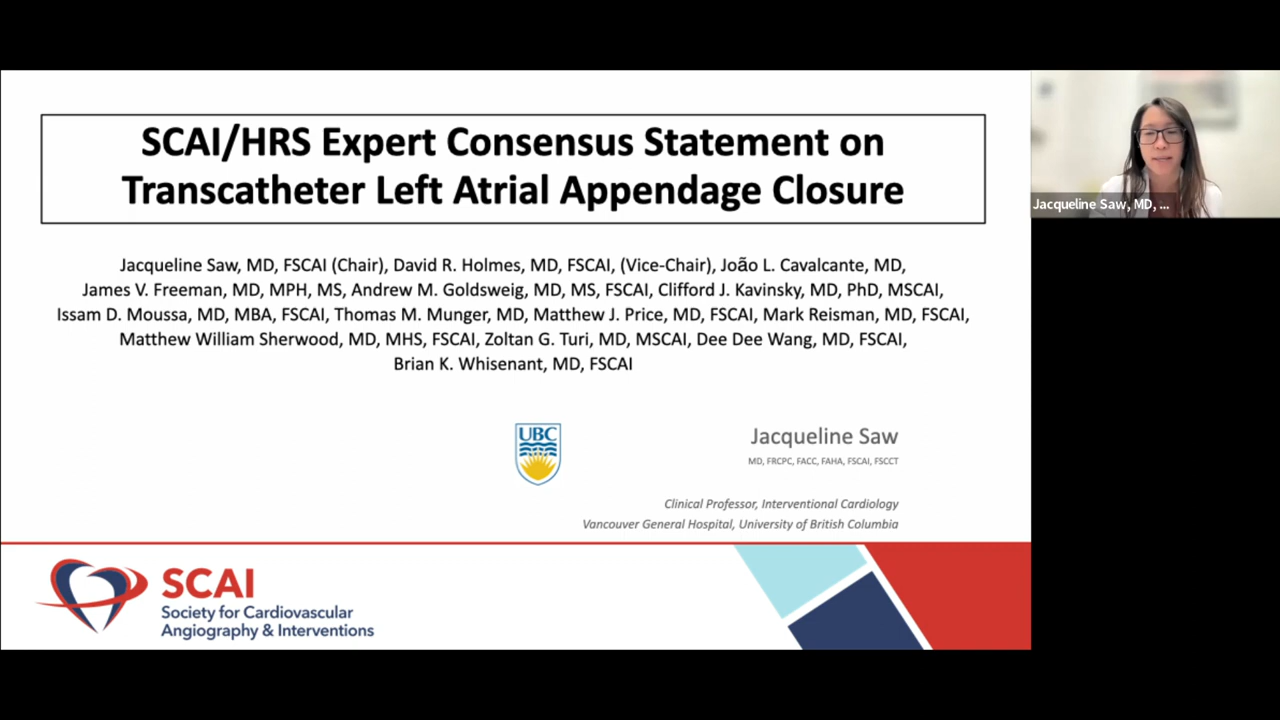 SCAI/HRS Expert Consensus Statement on
Transcatheter Left Atrial Appendage Closure
Jacqueline Saw, MD, FSCAI (Chair), David R. Holmes, MD, FSCAI, (Vice-Chair), João L. Cavalcante, MD,
James V. Freeman, MD, MPH, MS, Andrew M. Goldsweig, MD, MS, FSCAI, Clifford J. Kavinsky, MD, PhD, MSCAI,
Issam D. Moussa, MD, MBA, FSCAI, Thomas M. Munger, MD, Matthew J. Price, MD, FSCAI, Mark Reisman, MD, FSCAI,
Matthew William Sherwood, MD, MHS, FSCAI, Zoltan G. Turi, MD, MSCAI, Dee Dee Wang, MD, FSCAI,
Brian K. Whisenant, MD, FSCAI
UBC
Jacqueline Saw
MD, FRCPC, FACC, FAHA, FSCAI, FSCCT
Clinical Professor, Interventional Cardiology
Vancouver General Hospital, University of British Columbia
SCAI
Society for Cardiovascular
Angiography & Interventions
Jacqueline Saw, MD, ...